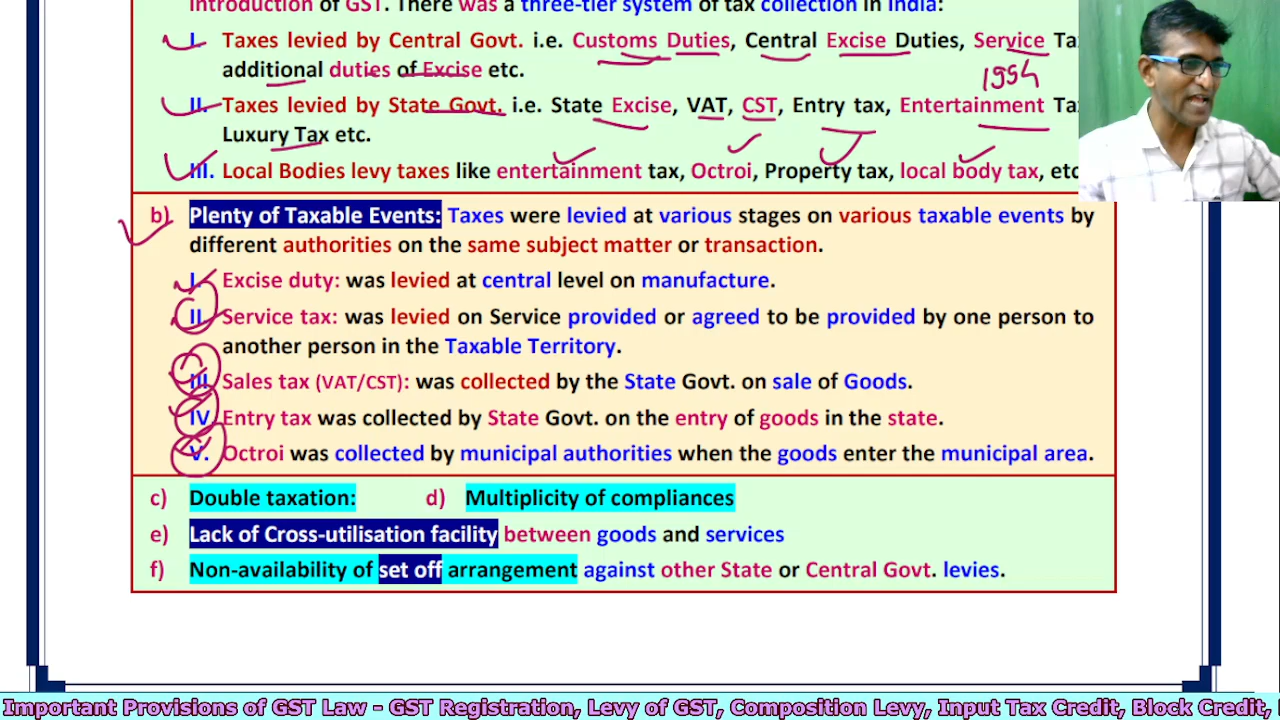 introduction of GST. There was a three-tier system of tax collection in India:
I. Taxes levied by Central Govt. i.e. Customs Duties, Central Excise Duties, Service Ta
additional duties of Excise etc.
1954
II. Taxes levied by State Govt. i.e. State Excise, VAT, CST, Entry tax, Entertainment Ta
Luxury Tax etc.
III. Local Bodies levy taxes like entertainment tax, Octroi, Property tax, local body tax, etc
b) Plenty of Taxable Events: Taxes were levied at various stages on various taxable events by
different authorities on the same subject matter or transaction.
I. Excise duty: was levied at central level on manufacture.
II. Service tax: was levied on Service provided or agreed to be provided by one person to
another person in the Taxable Territory.
III. Sales tax (VAT/CST): was collected by the State Govt. on sale of Goods.
IV. Entry tax was collected by State Govt. on the entry of goods in the state.
V. Octroi was collected by municipal authorities when the goods enter the municipal area.
c) Double taxation: d) Multiplicity of compliances
e) Lack of Cross-utilisation facility between goods and services
f) Non-availability of set off arrangement against other State or Central Govt. levies.
Important Provisions of GST Law - GST Registration, Levy of GST, Composition Levy, Input Tax Credit, Block Credit,